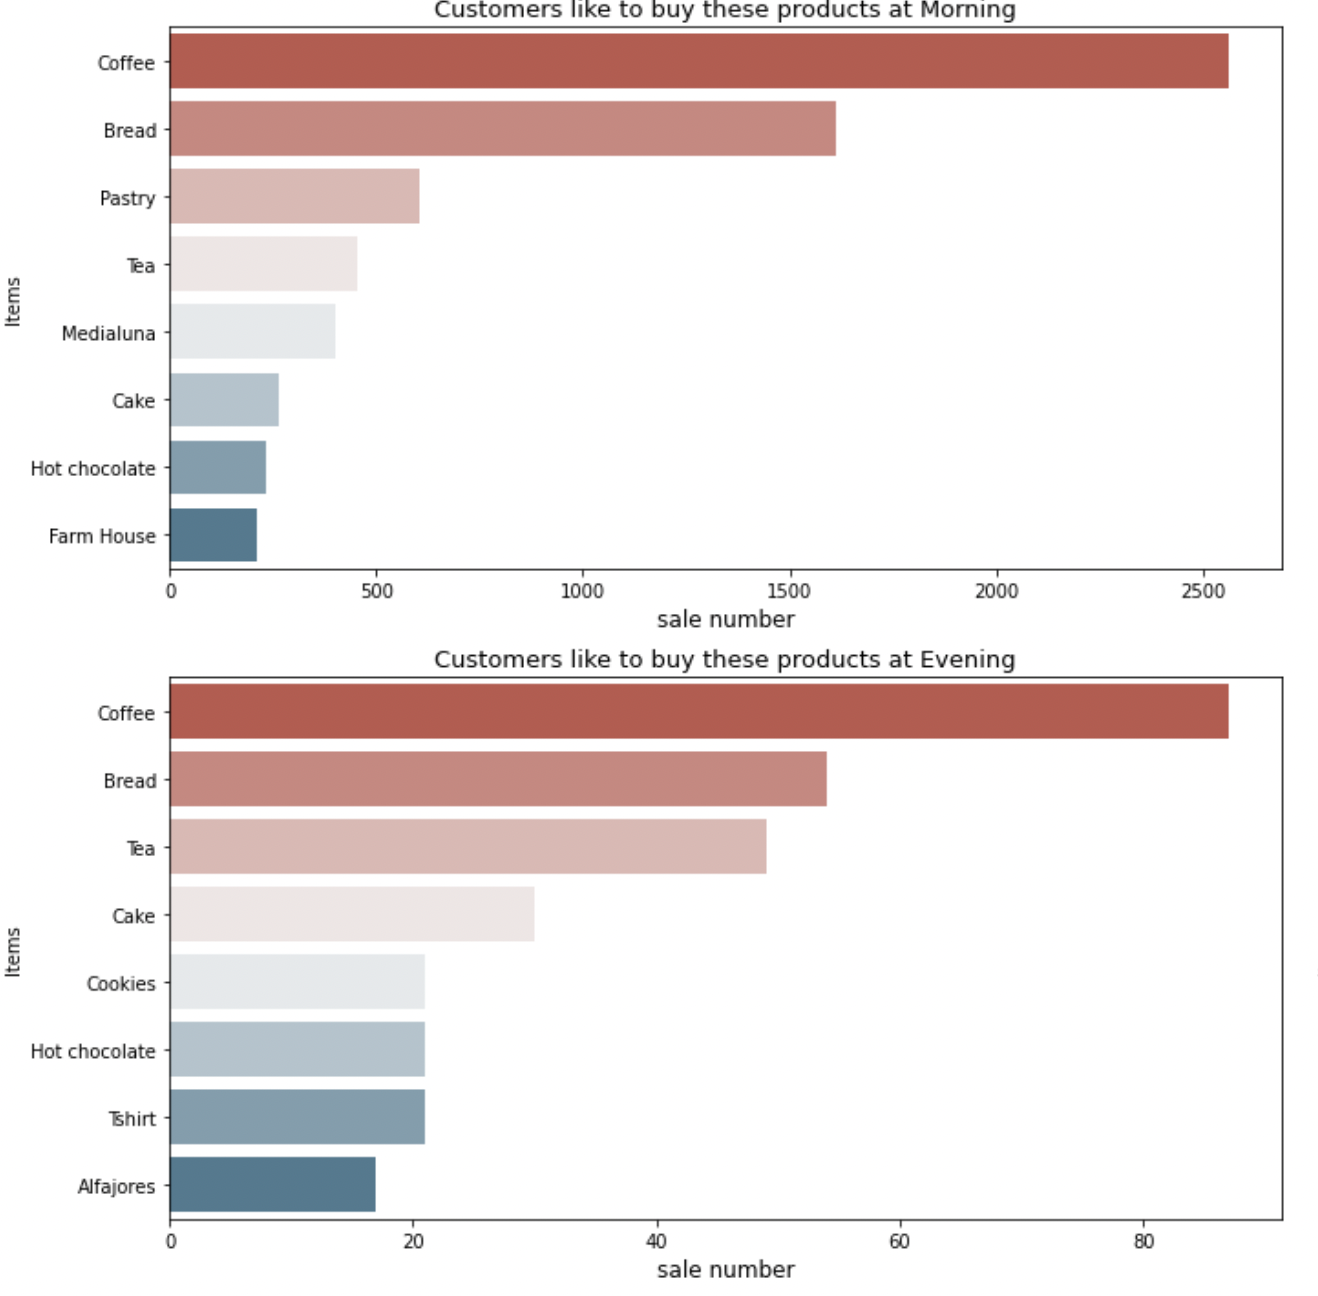 Customers like to buy these products at Morning
Items
Coffee
Bread
Pastry
Tea
Medialuna
Cake
Hot chocolate
Farm House
0 500 1000 1500 2000 2500
sale number
Customers like to buy these products at Evening
Items
Coffee
Bread
Tea
Cake
Cookies
Hot chocolate
Tshirt
Alfajores
0 20 40 60 80
sale number